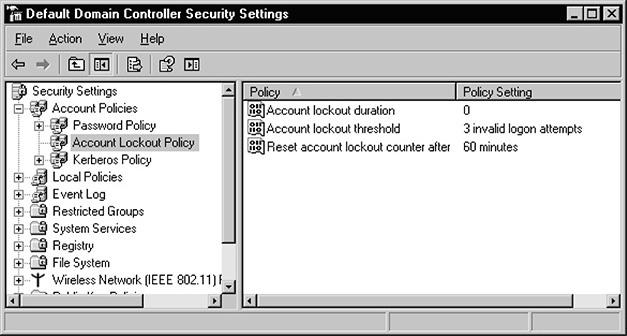 Default Domain Controller Security Settings
File Action View Help
Security Settings
Account Policies
Password Policy
Account Lockout Policy
Kerberos Policy
Local Policies
Event Log
Restricted Groups
System Services
Registry
File System
Wireless Network (IEEE 802.11)
Policy Policy Setting
Account lockout duration 0
Account lockout threshold 3 invalid logon attempts
Reset account lockout counter after 60 minutes